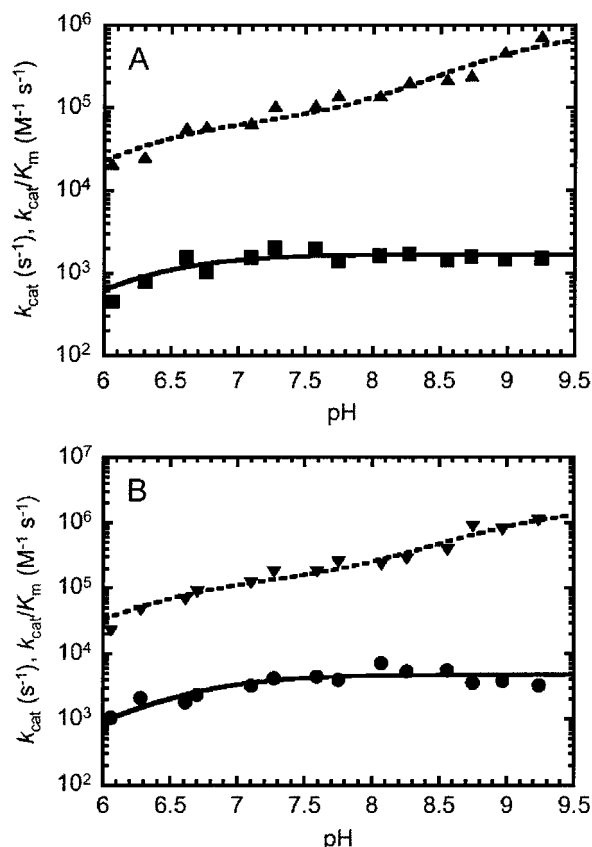 A
10⁶
10⁵
10⁴
10³
10²
k_cat (s⁻¹), k_cat/K_m (M⁻¹ s⁻¹)
6 6.5 7 7.5 8 8.5 9 9.5
pH
B
10⁷
10⁶
10⁵
10⁴
10³
10²
k_cat (s⁻¹), k_cat/K_m (M⁻¹ s⁻¹)
6 6.5 7 7.5 8 8.5 9 9.5
pH